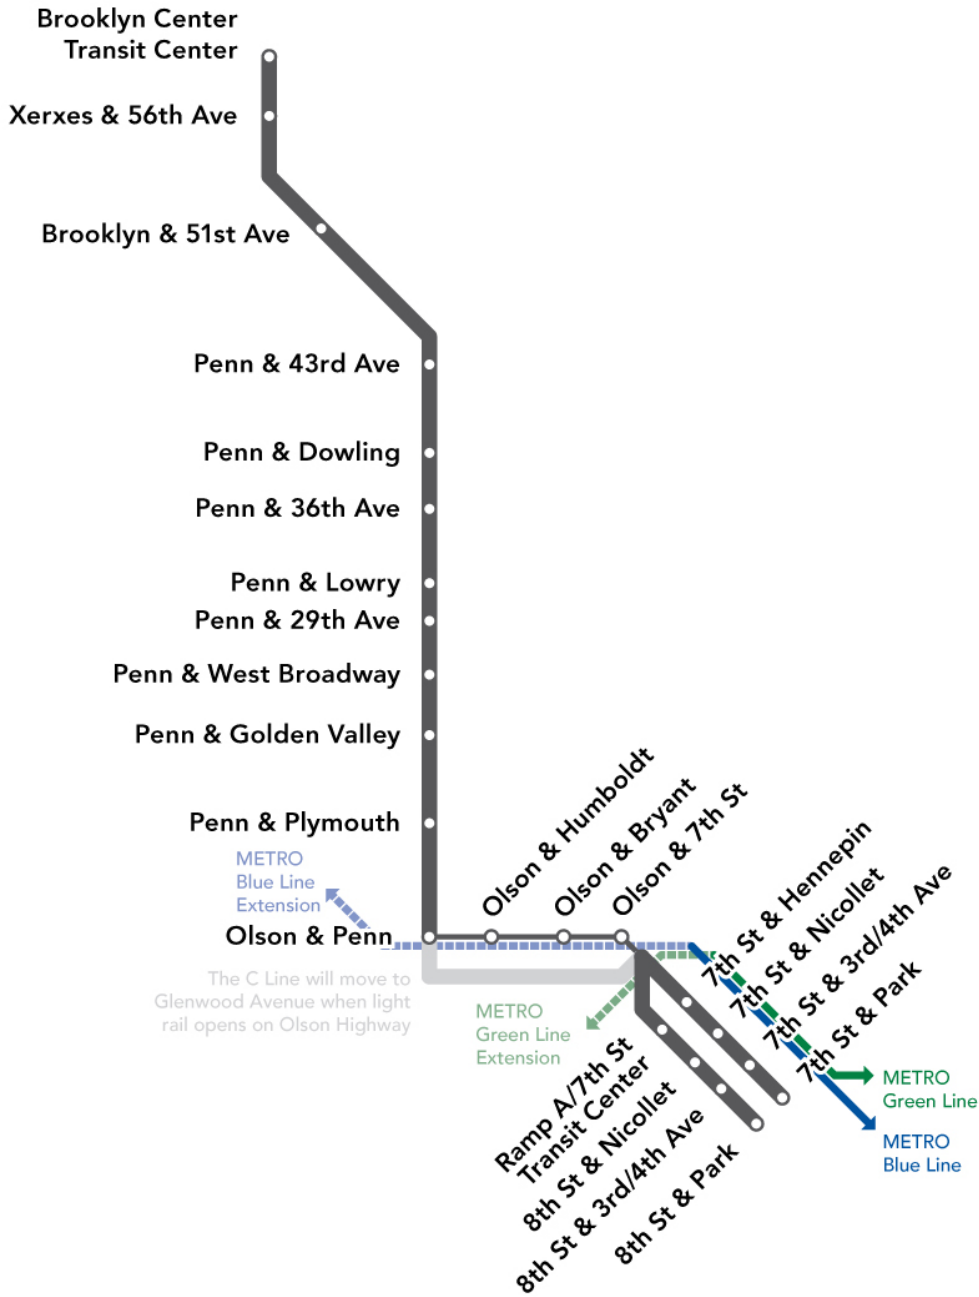 Brooklyn Center
Transit Center
Xerxes & 56th Ave
Brooklyn & 51st Ave
Penn & 43rd Ave
Penn & Dowling
Penn & 36th Ave
Penn & Lowry
Penn & 29th Ave
Penn & West Broadway
Penn & Golden Valley
Penn & Plymouth
METRO
Blue Line
Extension
Olson & Penn
Olson & Humboldt
Olson & Bryant
Olson & 7th St
The C Line will move to
Glenwood Avenue when light
rail opens on Olson Highway
METRO
Green Line
Extension
7th St & Hennepin
7th St & Nicollet
7th St & 3rd/4th Ave
7th St & Park
Ramp A/7th St
Transit Center
8th St & Nicollet
8th St & 3rd/4th Ave
8th St & Park
METRO
Green Line
METRO
Blue Line